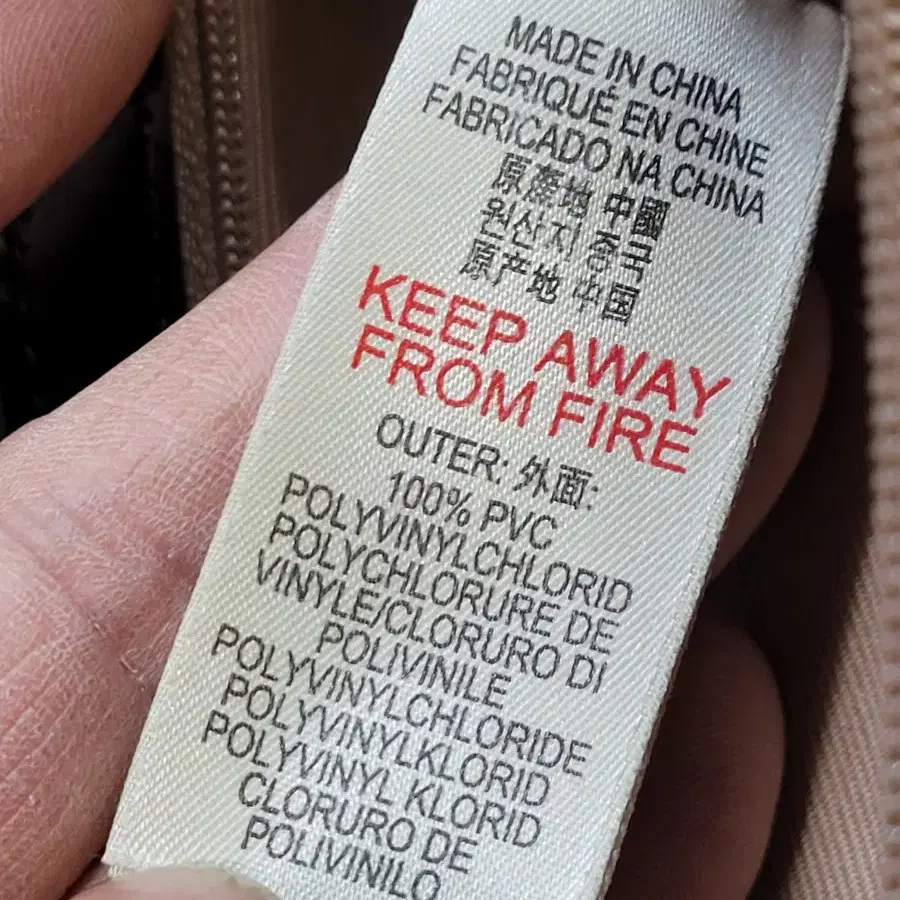 MADE IN CHINA
FABRIQUÉ EN CHINE
FABRICADO NA CHINA
原產地 中國
원산지 중국
原产地 中国
KEEP AWAY
FROM FIRE
OUTER: 外面:
100% PVC
POLYVINYLCHLORID
POLYCHLORURE DE
VINYLE/CLORURO DI
POLIVINILE
POLYVINYLCHLORIDE
POLYVINYLKLORID
POLYVINYL KLORID
CLORURO DE
POLIVINILO